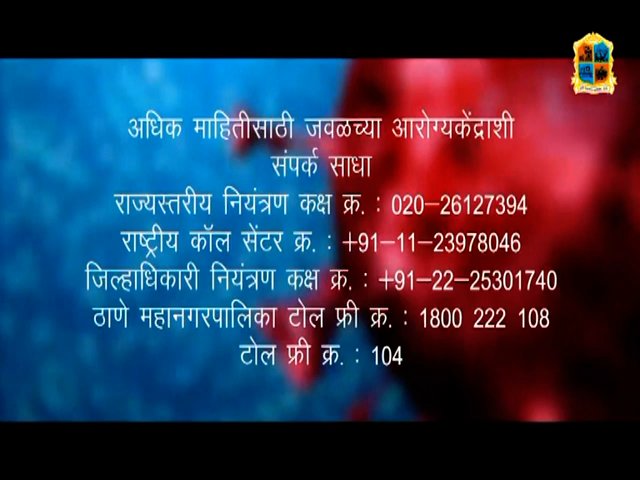 अधिक माहितीसाठी जवळच्या आरोग्यकेंद्राशी
संपर्क साधा
राज्यस्तरीय नियंत्रण कक्ष क्र. : 020-26127394
राष्ट्रीय कॉल सेंटर क्र. : +91-11-23978046
जिल्हाधिकारी नियंत्रण कक्ष क्र. : +91-22-25301740
ठाणे महानगरपालिका टोल फ्री क्र. : 1800 222 108
टोल फ्री क्र. : 104